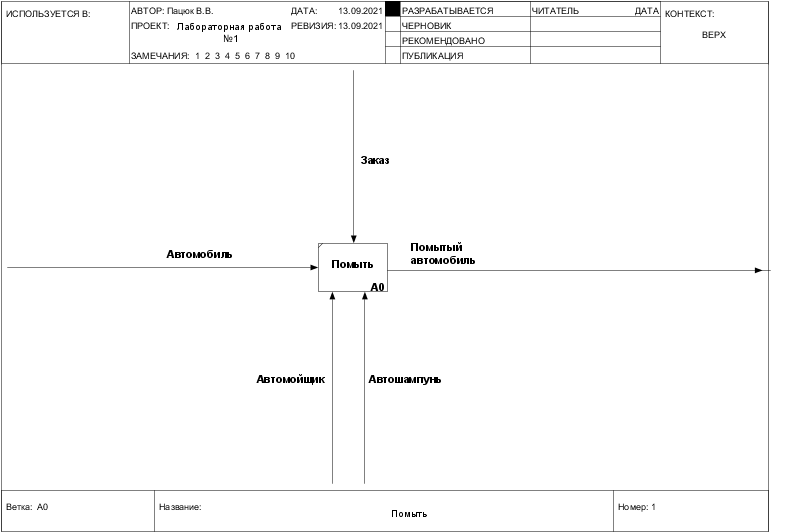 ИСПОЛЬЗУЕТСЯ В:
АВТОР: Пацюк В.В.
ДАТА: 13.09.2021
ПРОЕКТ: Лабораторная работа №1
РЕВИЗИЯ: 13.09.2021
ЗАМЕЧАНИЯ: 1 2 3 4 5 6 7 8 9 10
РАЗРАБАТЫВАЕТСЯ
ЧЕРНОВИК
РЕКОМЕНДОВАНО
ПУБЛИКАЦИЯ
ЧИТАТЕЛЬ ДАТА
КОНТЕКСТ:
ВЕРХ
Заказ
Автомобиль
Помыть
A0
Помытый
автомобиль
Автомойщик
Автошампунь
Ветка: A0
Название:
Помыть
Номер: 1